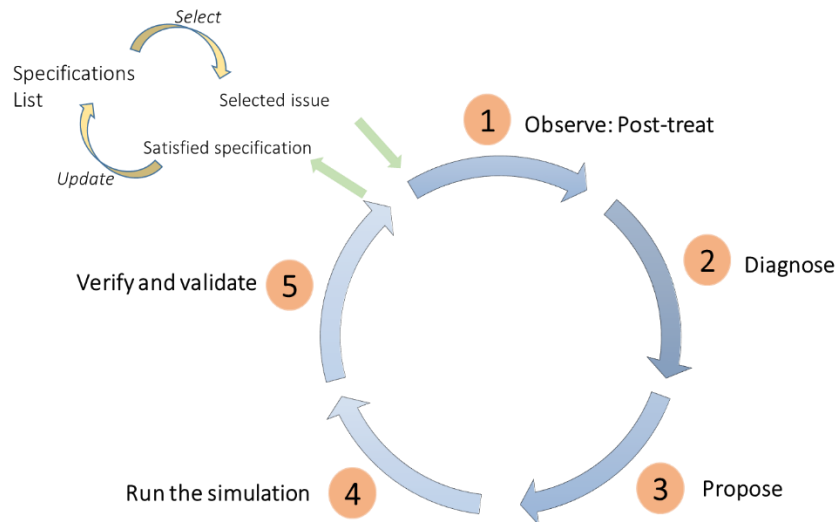 Select
Specifications
List
Selected issue
Satisfied specification
Update
1 Observe: Post-treat
2 Diagnose
3 Propose
Run the simulation 4
Verify and validate 5